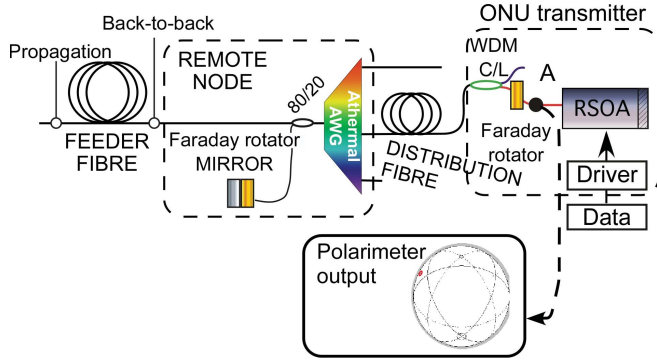 ONU transmitter
Back-to-back
Propagation
REMOTE
NODE
80/20
Athermal
AWG
WDM
C/L
A
RSOA
FEEDER
FIBRE
Faraday rotator
MIRROR
DISTRIBUTION
FIBRE
Faraday
rotator
Driver
Data
Polarimeter
output